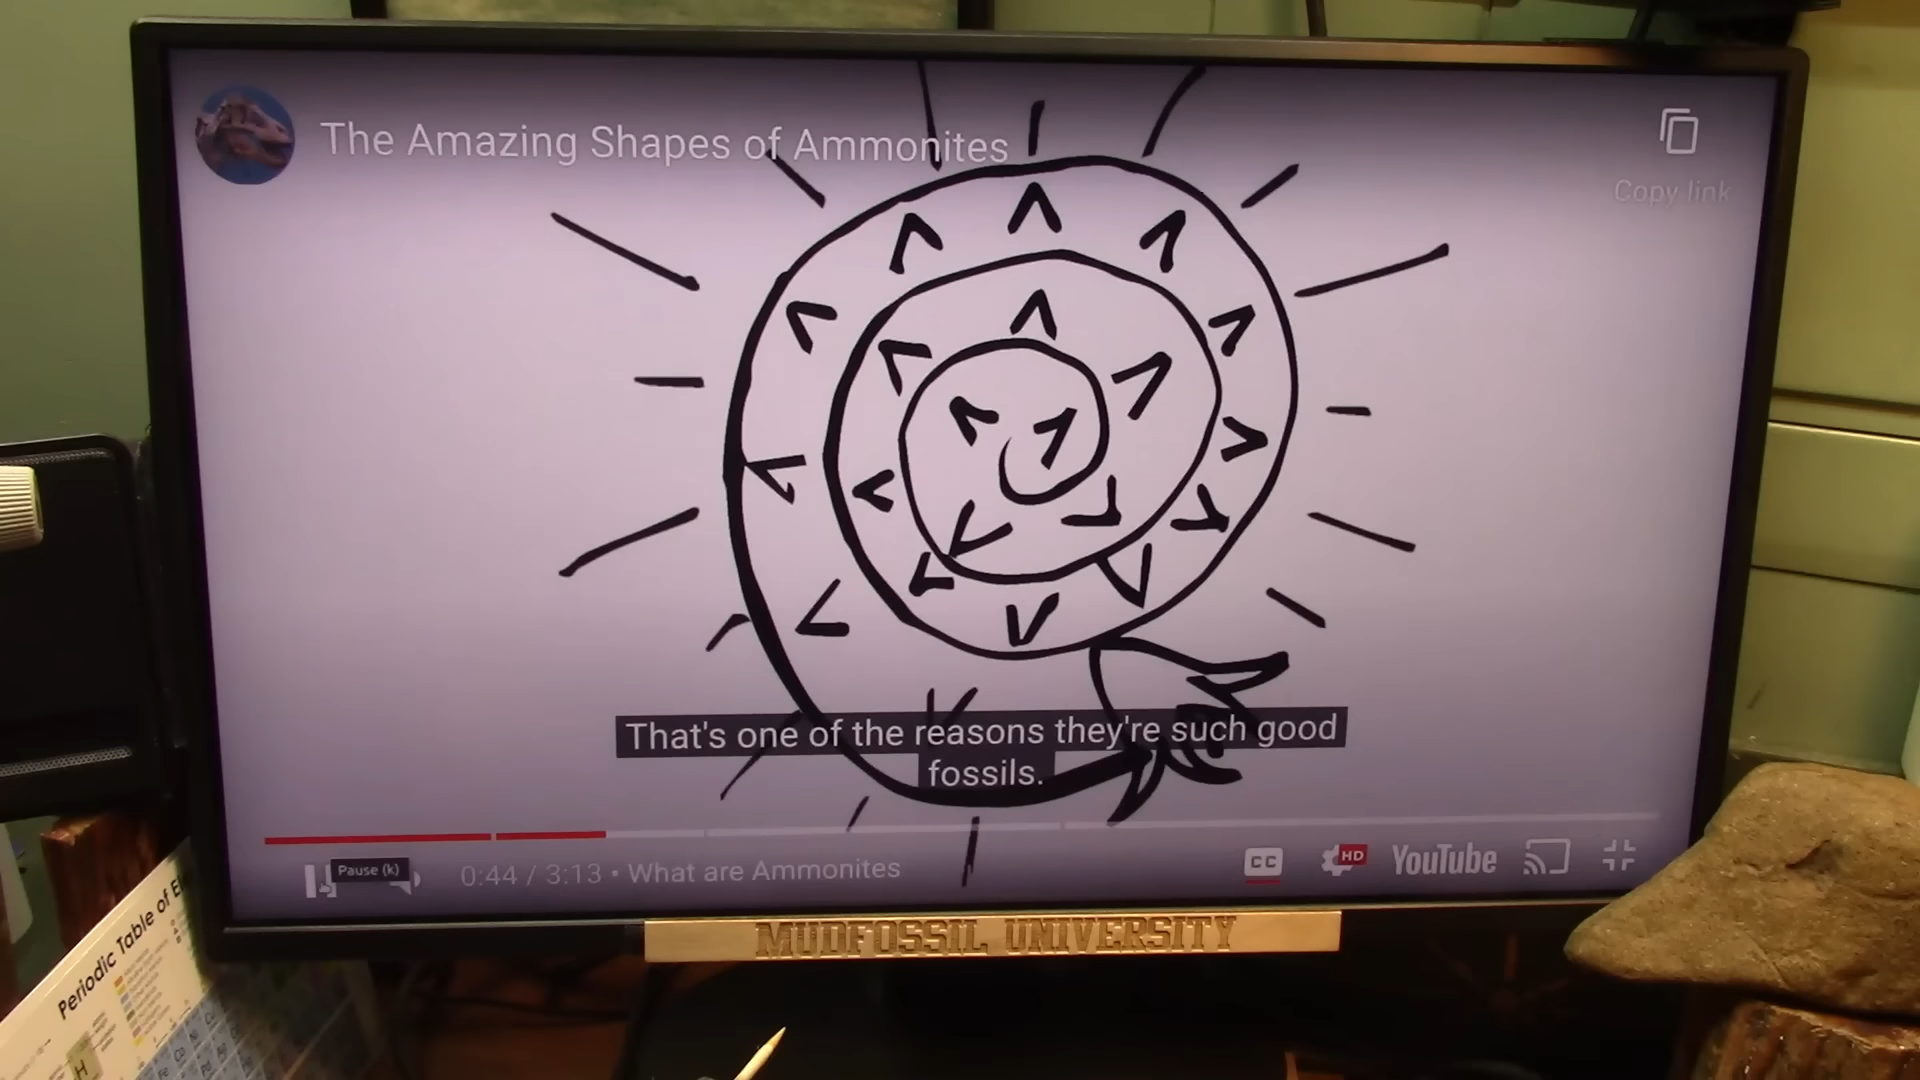 The Amazing Shapes of Ammonites
Copy link
That's one of the reasons they're such good
fossils.
Pause (k)
0:44 / 3:13 • What are Ammonites
CC
HD
YouTube
MUDFOSSIL UNIVERSITY
Periodic Table of El
H